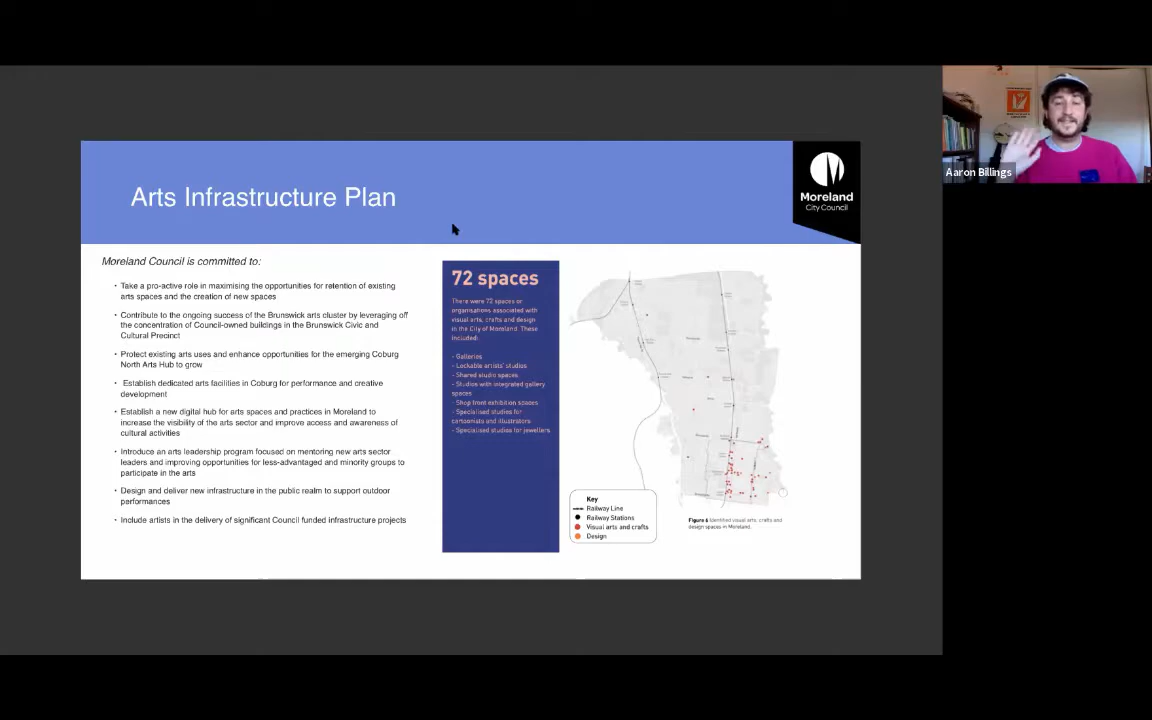 Arts Infrastructure Plan
Moreland
City Council
Aaron Billings
Moreland Council is committed to:
• Take a pro-active role in maximising the opportunities for retention of existing
arts spaces and the creation of new spaces
• Contribute to the ongoing success of the Brunswick arts cluster by leveraging off
the concentration of Council-owned buildings in the Brunswick Civic and
Cultural Precinct
• Protect existing arts uses and enhance opportunities for the emerging Coburg
North Arts Hub to grow
• Establish dedicated arts facilities in Coburg for performance and creative
development
• Establish a new digital hub for arts spaces and practices in Moreland to
increase the visibility of the arts sector and improve access and awareness of
cultural activities
• Introduce an arts leadership program focused on mentoring new arts sector
leaders and improving opportunities for less-advantaged and minority groups to
participate in the arts
• Design and deliver new infrastructure in the public realm to support outdoor
performances
• Include artists in the delivery of significant Council funded infrastructure projects
72 spaces
There were 72 spaces or
organisations associated with
visual arts, crafts and design
in the City of Moreland. These
included:
- Galleries
- Lockable artists' studios
- Shared studio spaces
- Studios with integrated gallery
spaces
- Shop front exhibition spaces
- Specialised studies for
cartoonists and illustrators
- Specialised studies for jewellers
Key
Railway Line
Railway Stations
Visual arts and crafts
Design
Figure 6 Identified visual arts, crafts and
design spaces in Moreland.